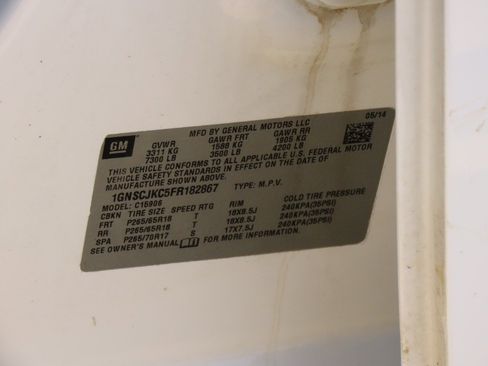 GM
MFD BY GENERAL MOTORS LLC 05/14
GVWR GAWR FRT GAWR RR
3311 KG 1588 KG 1905 KG
7300 LB 3500 LB 4200 LB
THIS VEHICLE CONFORMS TO ALL APPLICABLE U.S. FEDERAL MOTOR
VEHICLE SAFETY STANDARDS IN EFFECT ON THE DATE OF
MANUFACTURE SHOWN ABOVE.
1GNSCJKC5FR182867 TYPE: M.P.V.
MODEL: C15906
CBKN TIRE SIZE SPEED RTG RIM COLD TIRE PRESSURE
FRT P265/65R18 T 18X8.5J 240KPA(35PSI)
RR P265/65R18 T 18X8.5J 240KPA(35PSI)
SPA P265/70R17 S 17X7.5J 240KPA(35PSI)
SEE OWNER'S MANUAL FOR MORE INFORMATION.